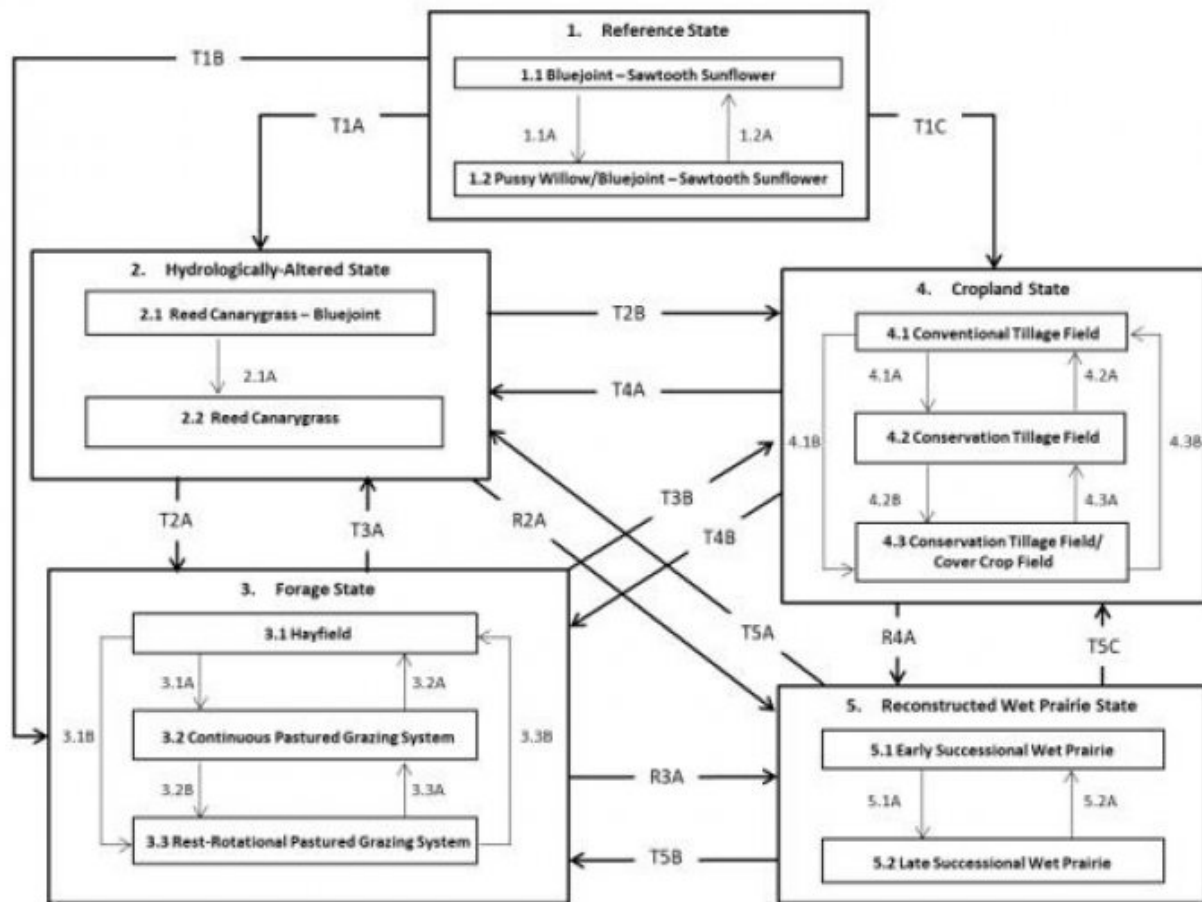 1. Reference State
T1B
1.1 Bluejoint – Sawtooth Sunflower
T1A
1.1A
1.2A
T1C
1.2 Pussy Willow/Bluejoint – Sawtooth Sunflower
2. Hydrologically-Altered State
2.1 Reed Canarygrass – Bluejoint
2.1A
2.2 Reed Canarygrass
T2B
T4A
4. Cropland State
4.1 Conventional Tillage Field
4.1A
4.2A
4.2 Conservation Tillage Field
4.1B
4.3B
4.2B
4.3A
4.3 Conservation Tillage Field/
Cover Crop Field
T2A
T3A
R2A
T3B
T4B
3. Forage State
3.1 Hayfield
3.1A
3.2A
3.2 Continuous Pastured Grazing System
3.1B
3.3B
3.2B
3.3A
3.3 Rest-Rotational Pastured Grazing System
T5A
R4A
T5C
R3A
T5B
5. Reconstructed Wet Prairie State
5.1 Early Successional Wet Prairie
5.1A
5.2A
5.2 Late Successional Wet Prairie